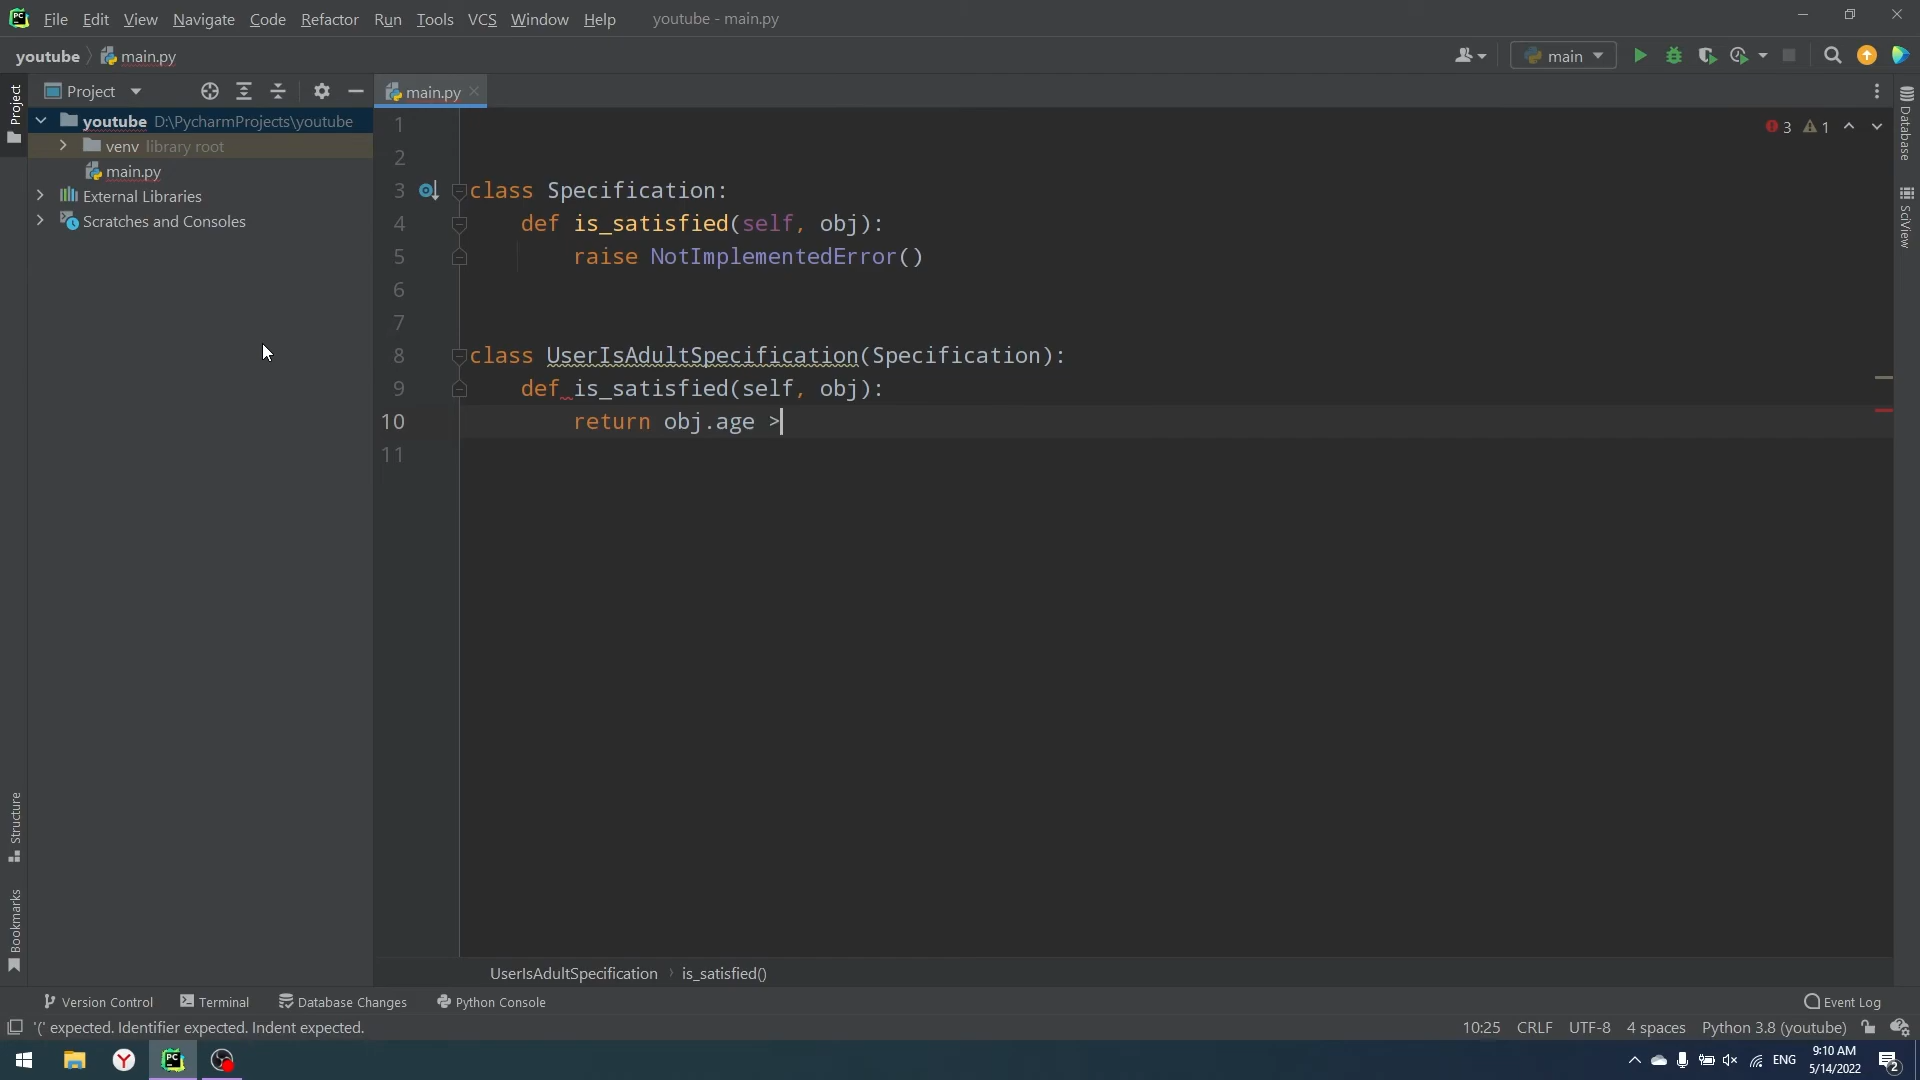 File Edit View Navigate Code Refactor Run Tools VCS Window Help youtube - main.py
youtube main.py main
Project main.py
youtube D:\PycharmProjects\youtube
venv library root
main.py
External Libraries
Scratches and Consoles
Project
Structure
Bookmarks
1
2
3 class Specification:
4 def is_satisfied(self, obj):
5 raise NotImplementedError()
6
7
8 class UserIsAdultSpecification(Specification):
9 def is_satisfied(self, obj):
10 return obj.age >
11
3 1
Database
SciView
UserIsAdultSpecification is_satisfied()
Version Control Terminal Database Changes Python Console Event Log
'(' expected. Identifier expected. Indent expected. 10:25 CRLF UTF-8 4 spaces Python 3.8 (youtube)
PC Y PC ENG 9:10 AM 2
5/14/2022